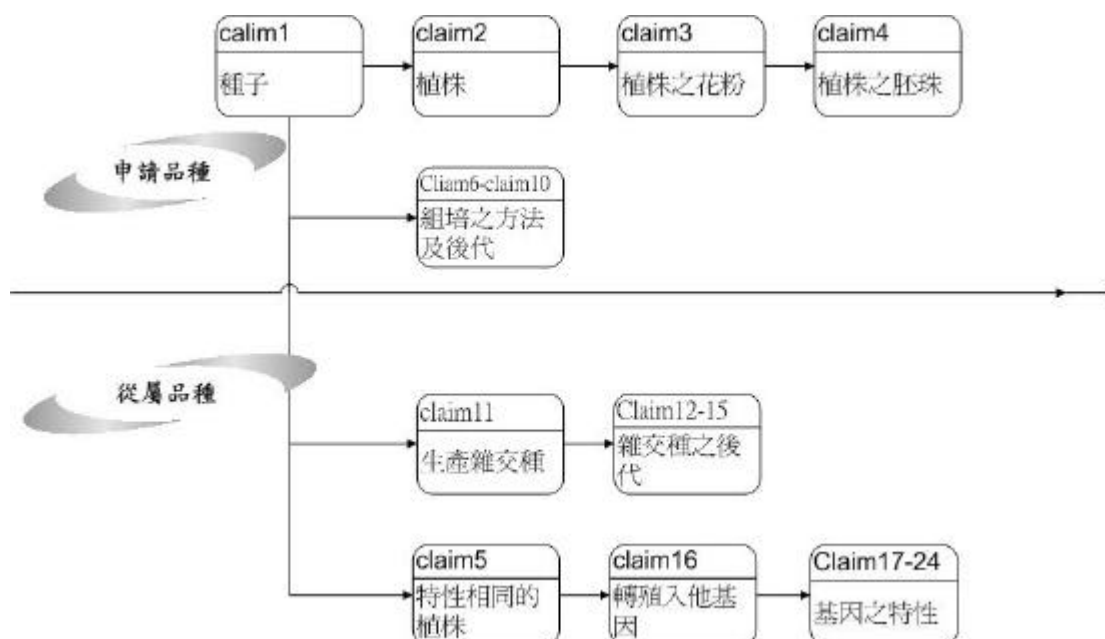 calim1
種子
claim2
植株
claim3
植株之花粉
claim4
植株之胚珠
申請品種
Cliam6-claim10
組培之方法
及後代
從屬品種
claim11
生產雜交種
Claim12-15
雜交種之後
代
claim5
特性相同的
植株
claim16
轉殖入他基
因
Claim17-24
基因之特性